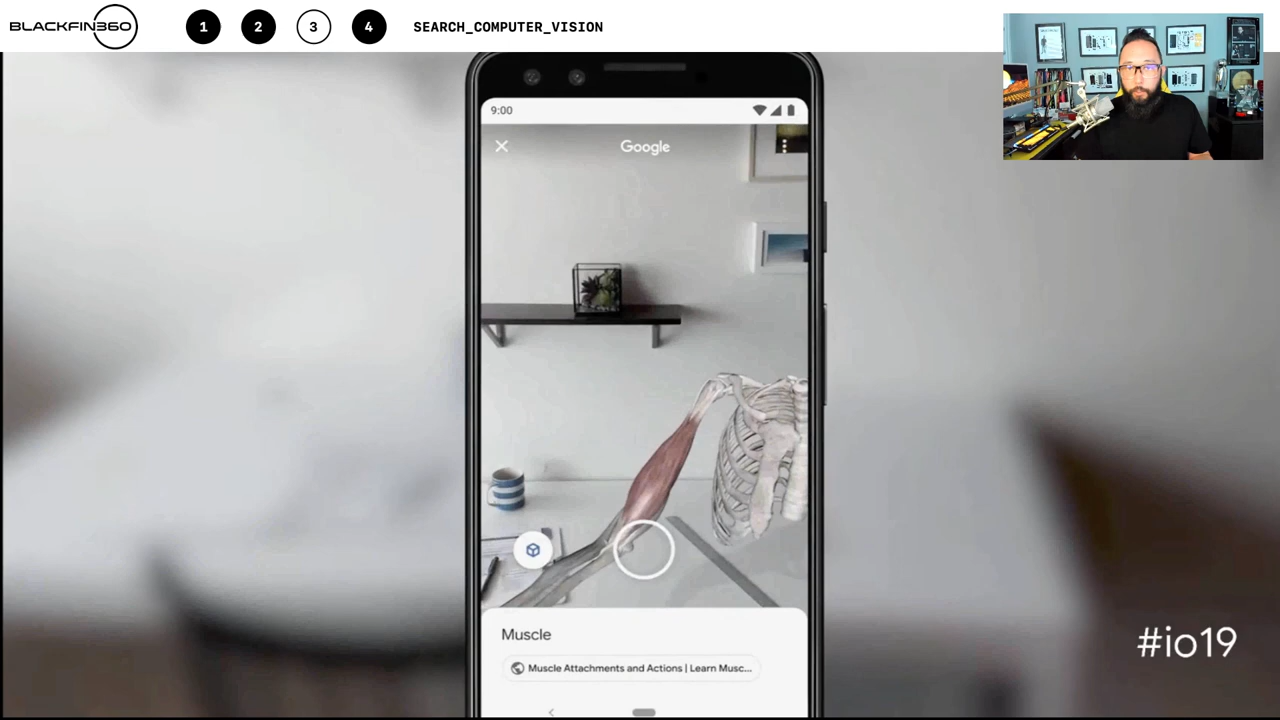 BLACKFIN360
1 2 3 4 SEARCH_COMPUTER_VISION
9:00
Google
Muscle
Muscle Attachments and Actions | Learn Musc...
#io19